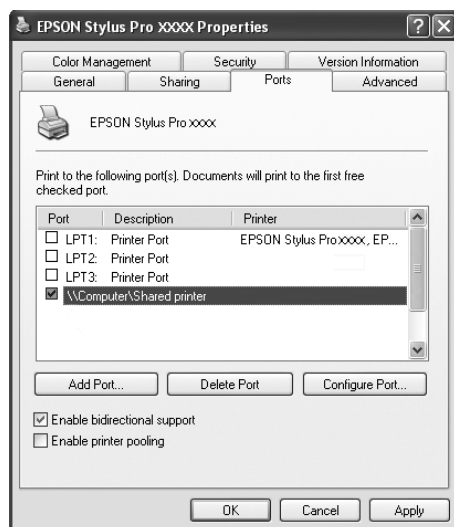 EPSON Stylus Pro XXXX Properties
Color Management Security Version Information
General Sharing Ports Advanced
EPSON Stylus Pro xxxx
Print to the following port(s). Documents will print to the first free
checked port.
Port Description Printer
LPT1: Printer Port EPSON Stylus Pro xxxx, EP...
LPT2: Printer Port
LPT3: Printer Port
\\Computer\Shared printer
Add Port... Delete Port Configure Port...
Enable bidirectional support
Enable printer pooling
OK Cancel Apply